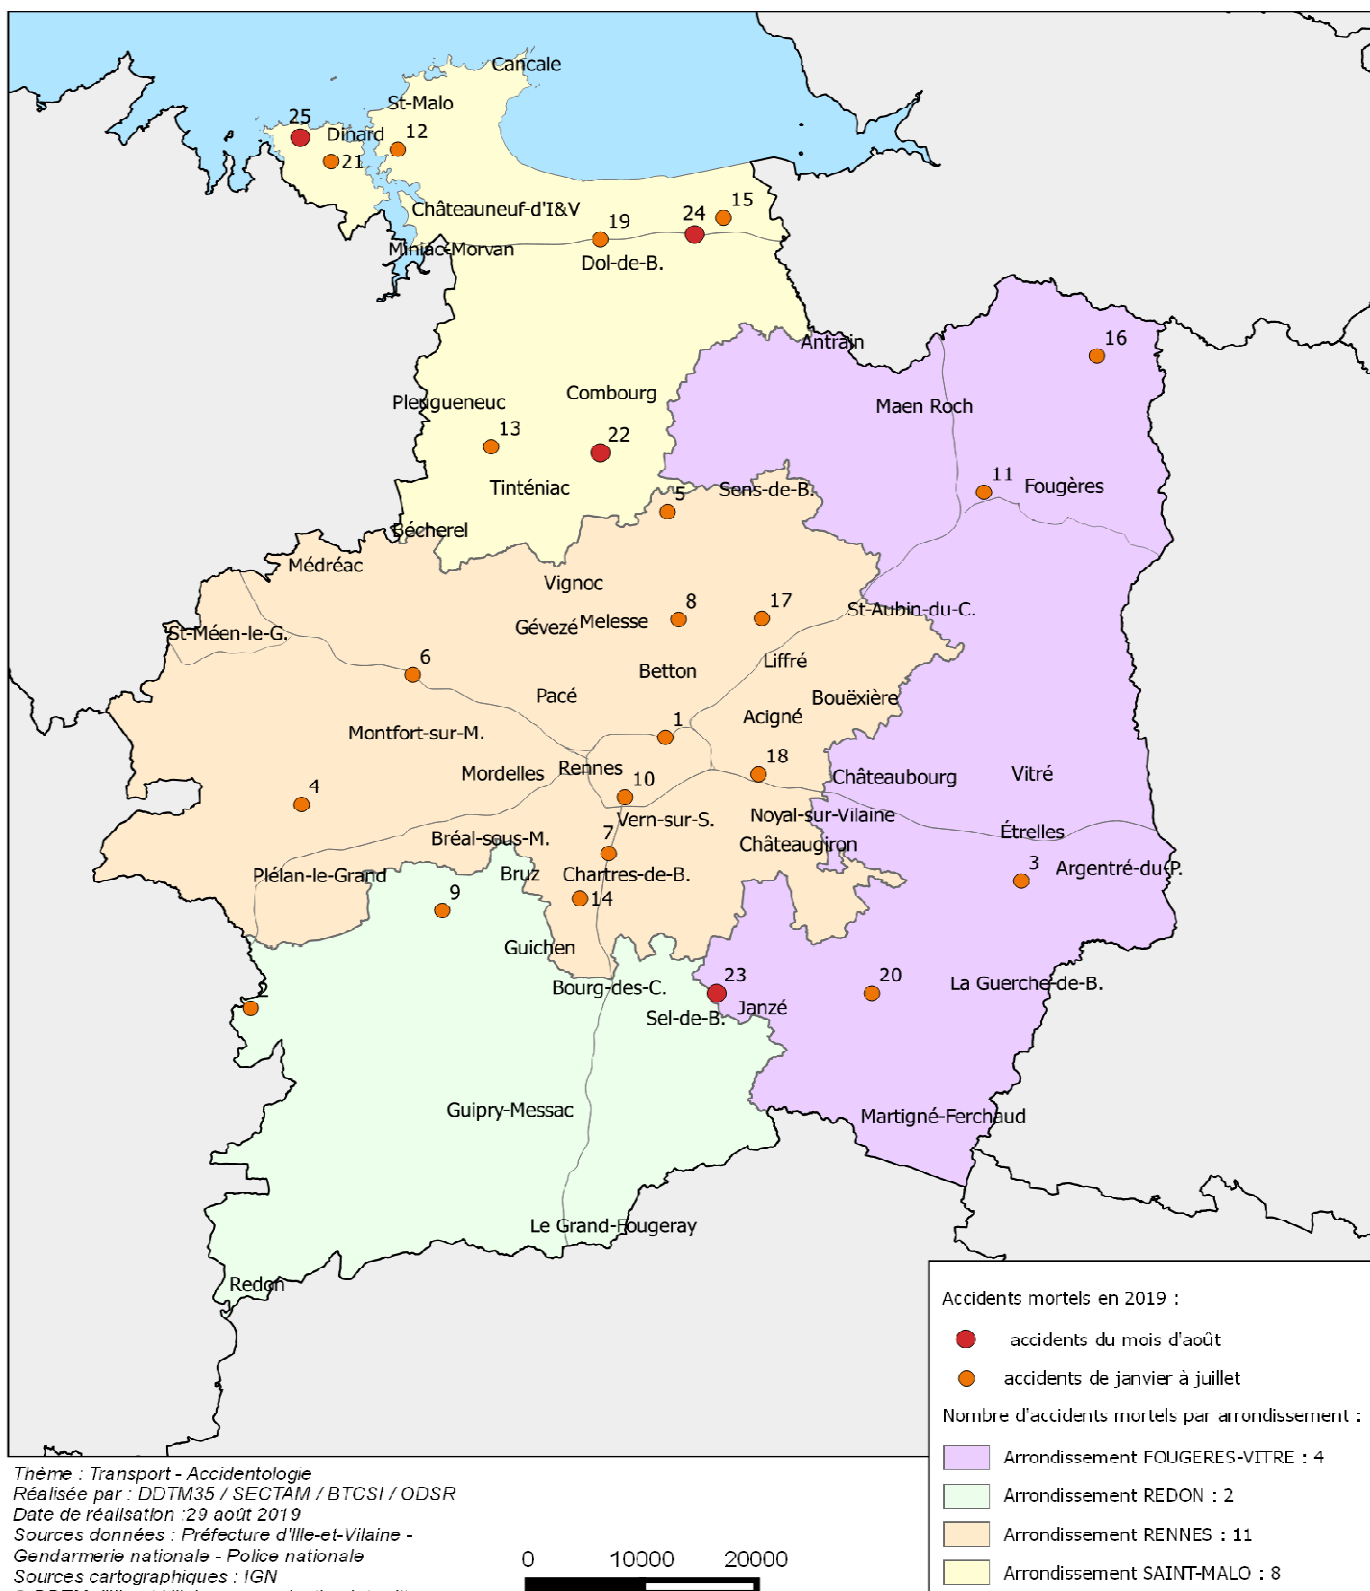 Cancale
St-Malo
25
Dinard
12
21
Châteauneuf-d'I&V
15
19
24
Miniac-Morvan
Dol-de-B.
Antrain
16
Combourg
Pleugueneuc
Maen Roch
13
22
Tinténiac
5
Sens-de-B.
11
Fougères
Bécherel
Médréac
Vignoc
8
17
St-Aubin-du-C.
St-Méen-le-G.
Gévezé
Melesse
6
Betton
Liffré
Pacé
Bouëxière
1
Acigné
Montfort-sur-M.
Mordelles
Rennes
18
10
Châteaubourg
Vitré
4
Vern-sur-S.
Noyal-sur-Vilaine
Étrelles
Bréal-sous-M.
7
Châteaugiron
Plélan-le-Grand
Bruz
Chartres-de-B.
3
Argentré-du-P.
9
14
Guichen
Bourg-des-C.
23
20
La Guerche-de-B.
Sel-de-B.
Janzé
Guipry-Messac
Martigné-Ferchaud
Le Grand-Fougeray
Redon
Accidents mortels en 2019 :
accidents du mois d'août
accidents de janvier à juillet
Nombre d'accidents mortels par arrondissement :
Arrondissement FOUGERES-VITRE : 4
Arrondissement REDON : 2
Arrondissement RENNES : 11
Arrondissement SAINT-MALO : 8
Thème : Transport - Accidentologie
Réalisée par : DDTM35 / SECTAM / BTCSI / ODSR
Date de réalisation :29 août 2019
Sources données : Préfecture d'Ille-et-Vilaine -
Gendarmerie nationale - Police nationale
Sources cartographiques : IGN
0 10000 20000